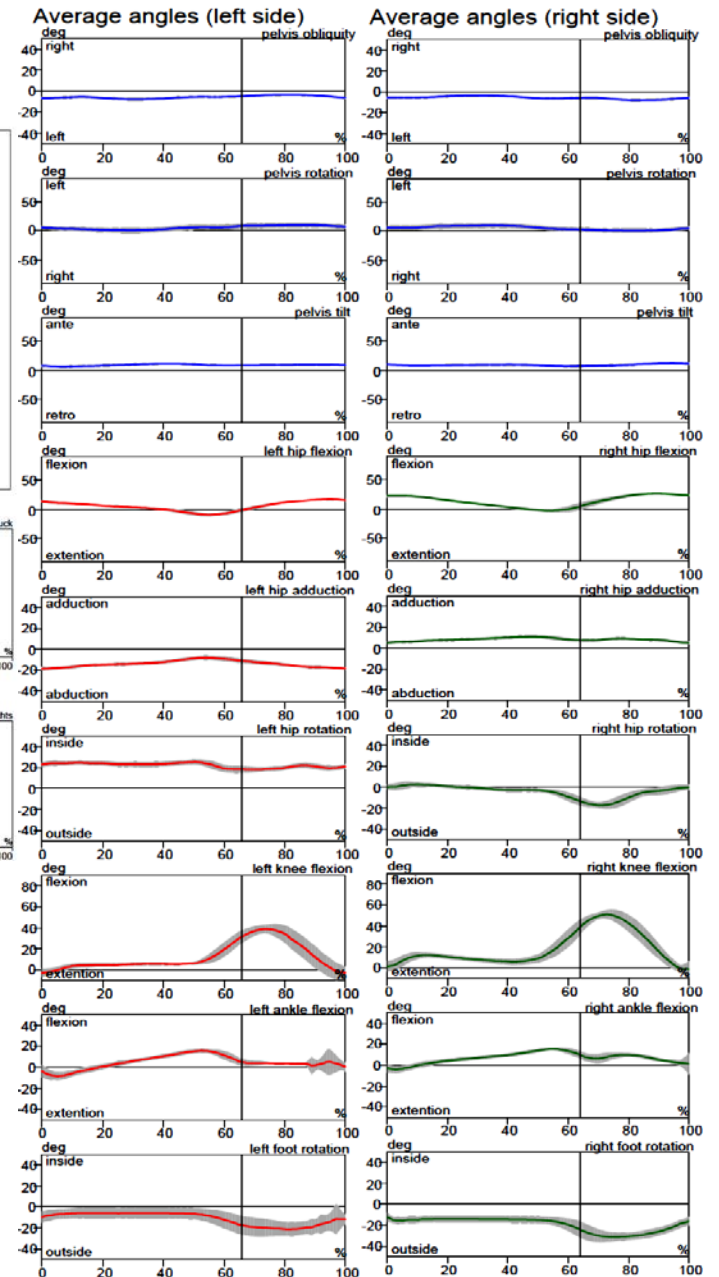 Average angles (left side) Average angles (right side)
deg pelvis obliquity deg pelvis obliquity
40 right 40 right
20 20
0 0
-20 -20
-40 left % -40 left %
0 20 40 60 80 100 0 20 40 60 80 100
deg pelvis rotation deg pelvis rotation
left left
50 50
0 0
-50 -50
right % right %
0 20 40 60 80 100 0 20 40 60 80 100
deg pelvis tilt deg pelvis tilt
ante ante
50 50
0 0
-50 -50
retro % retro %
0 20 40 60 80 100 0 20 40 60 80 100
deg left hip flexion deg right hip flexion
flexion flexion
50 50
0 0
-50 -50
extention % extention %
uck
0 20 40 60 80 100 0 20 40 60 80 100
deg left hip adduction deg right hip adduction
40 adduction 40 adduction
20 20
0 0
%
100
-20 -20
-40 abduction % -40 abduction %
0 20 40 60 80 100 0 20 40 60 80 100
hts
deg left hip rotation deg right hip rotation
40 inside 40 inside
20 20
0 0
-20 -20
-40 outside % -40 outside %
%
100
0 20 40 60 80 100 0 20 40 60 80 100
deg left knee flexion deg right knee flexion
80 flexion 80 flexion
60 60
40 40
20 20
0 extention % 0 extention %
0 20 40 60 80 100 0 20 40 60 80 100
deg left ankle flexion deg right ankle flexion
40 flexion 40 flexion
20 20
0 0
-20 -20
-40 extention % -40 extention %
0 20 40 60 80 100 0 20 40 60 80 100
deg left foot rotation deg right foot rotation
40 inside 40 inside
20 20
0 0
-20 -20
-40 outside % -40 outside %
0 20 40 60 80 100 0 20 40 60 80 100